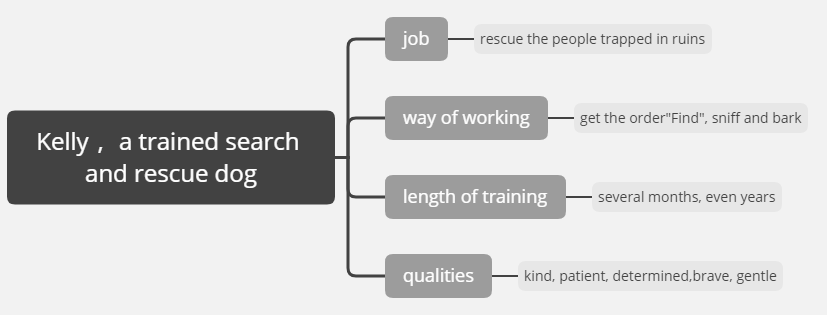 Kelly， a trained search
and rescue dog
job
rescue the people trapped in ruins
way of working
get the order"Find", sniff and bark
length of training
several months, even years
qualities
kind, patient, determined,brave, gentle